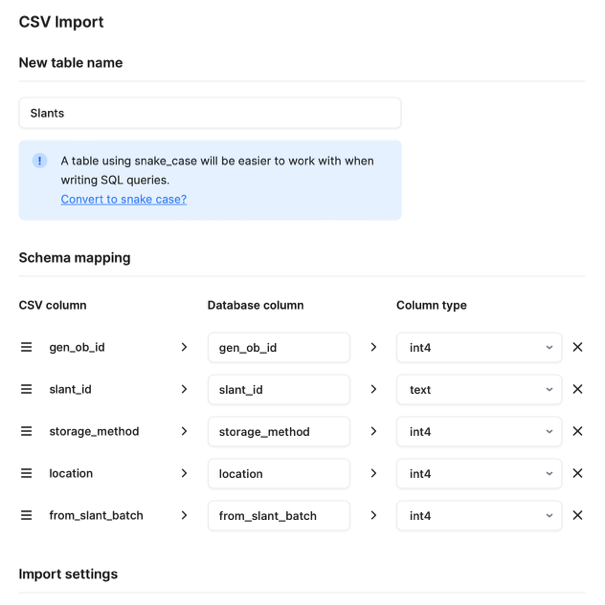 CSV Import
New table name
Slants
! A table using snake_case will be easier to work with when
writing SQL queries.
Convert to snake case?
Schema mapping
CSV column Database column Column type
gen_ob_id gen_ob_id int4
slant_id slant_id text
storage_method storage_method int4
location location int4
from_slant_batch from_slant_batch int4
Import settings